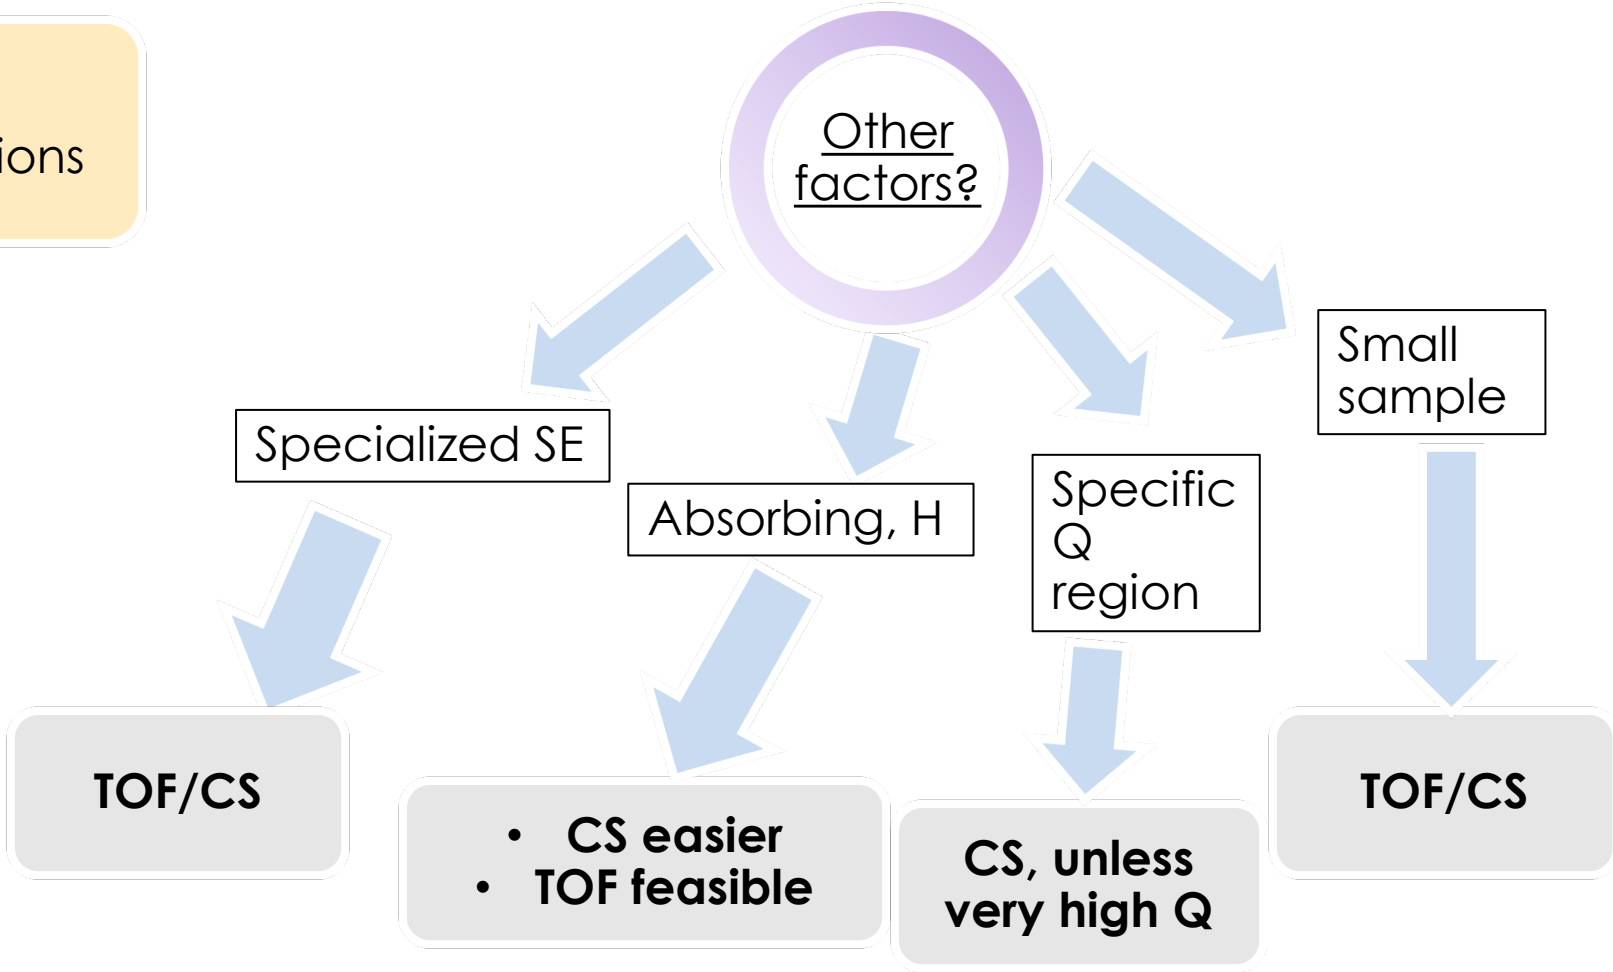 ions
Other
factors?
Small
sample
Specialized SE
Absorbing, H
Specific
Q
region
TOF/CS
• CS easier
• TOF feasible
CS, unless
very high Q
TOF/CS